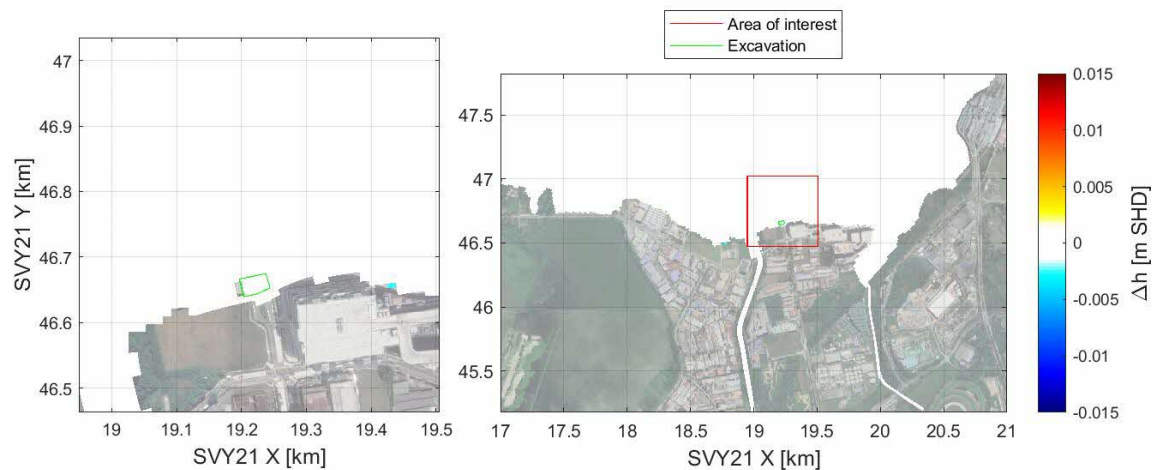 Area of interest
Excavation
47
46.9
46.8
46.7
46.6
46.5
SVY21 Y [km]
19 19.1 19.2 19.3 19.4 19.5
SVY21 X [km]
47.5
47
46.5
46
45.5
17 17.5 18 18.5 19 19.5 20 20.5 21
SVY21 X [km]
0.015
0.01
0.005
0
-0.005
-0.01
-0.015
Δh [m SHD]